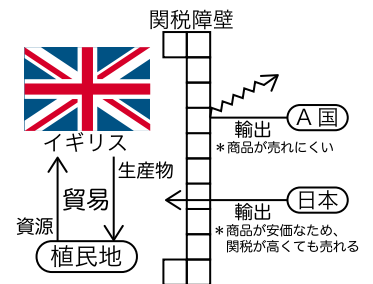 関税障壁
イギリス
A国
輸出
＊商品が売れにくい
生産物
貿易
資源
植民地
日本
輸出
＊商品が安価なため、
関税が高くても売れる